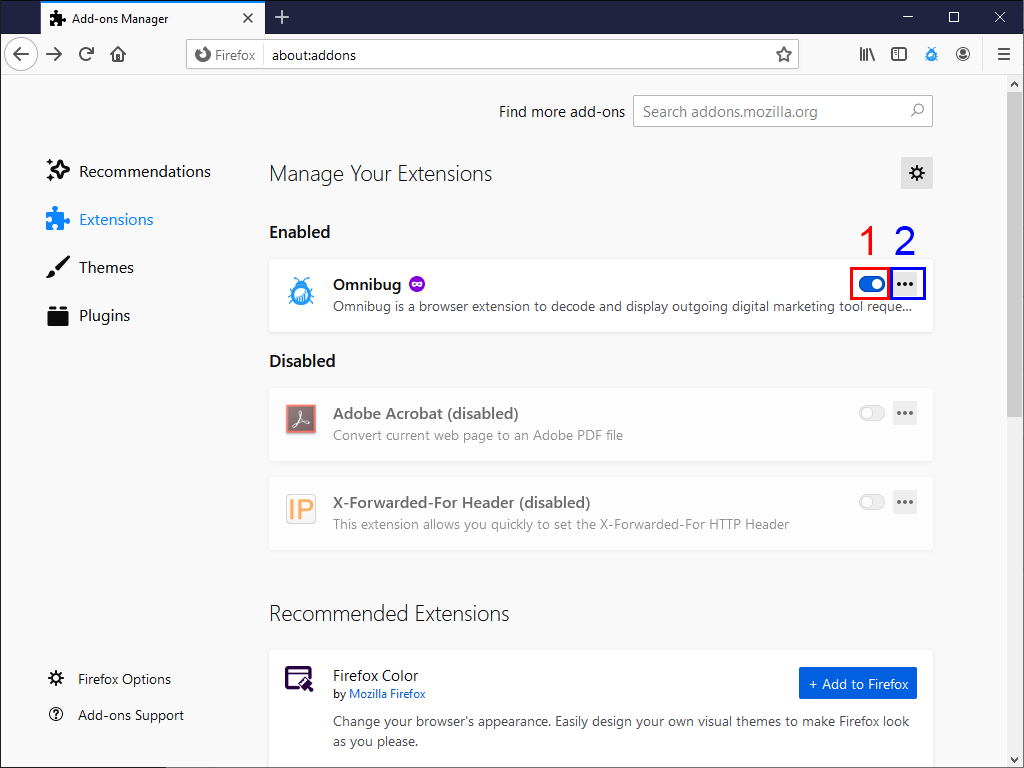 Add-ons Manager
Firefox about:addons
Find more add-ons Search addons.mozilla.org
Recommendations
Extensions
Themes
Plugins
Manage Your Extensions
Enabled
1 2
Omnibug
Omnibug is a browser extension to decode and display outgoing digital marketing tool reque...
Disabled
Adobe Acrobat (disabled)
Convert current web page to an Adobe PDF file
IP
X-Forwarded-For Header (disabled)
This extension allows you quickly to set the X-Forwarded-For HTTP Header
Recommended Extensions
Firefox Color
by Mozilla Firefox
+ Add to Firefox
Change your browser's appearance. Easily design your own visual themes to make Firefox look
as you please.
Firefox Options
Add-ons Support